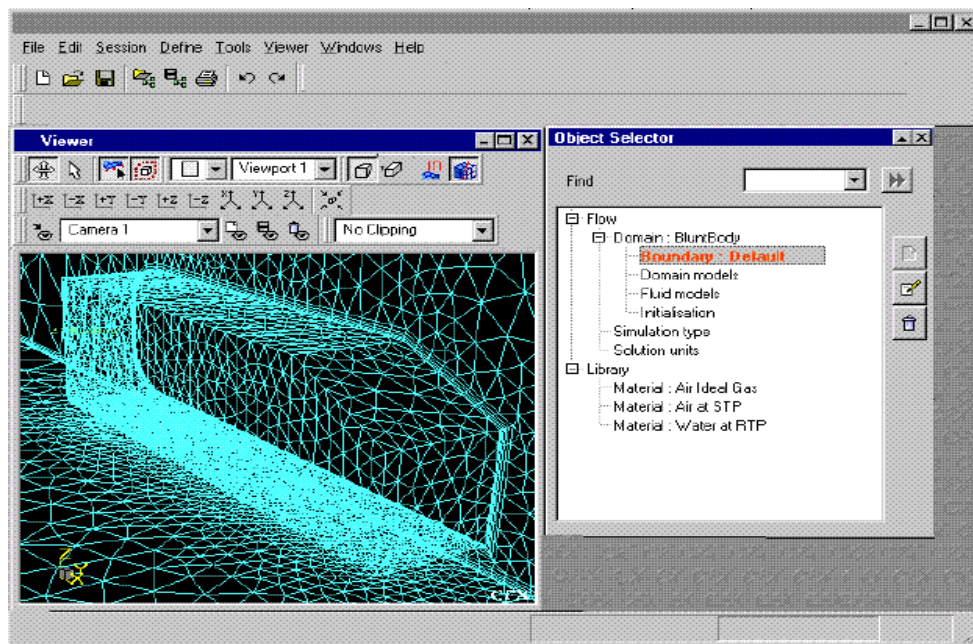 File Edit Session Define Tools Viewer Windows Help
Viewer
Viewport 1
+X -X +Y -Y +Z -Z X Y Z
Camera 1
No Clipping
Z
Y
X
CFX
Object Selector
Find
Flow
Domain : BluntBody
Boundary : Default
Domain models
Fluid models
Initialisation
Simulation type
Solution units
Library
Material : Air Ideal Gas
Material : Air at STP
Material : Water at RTP